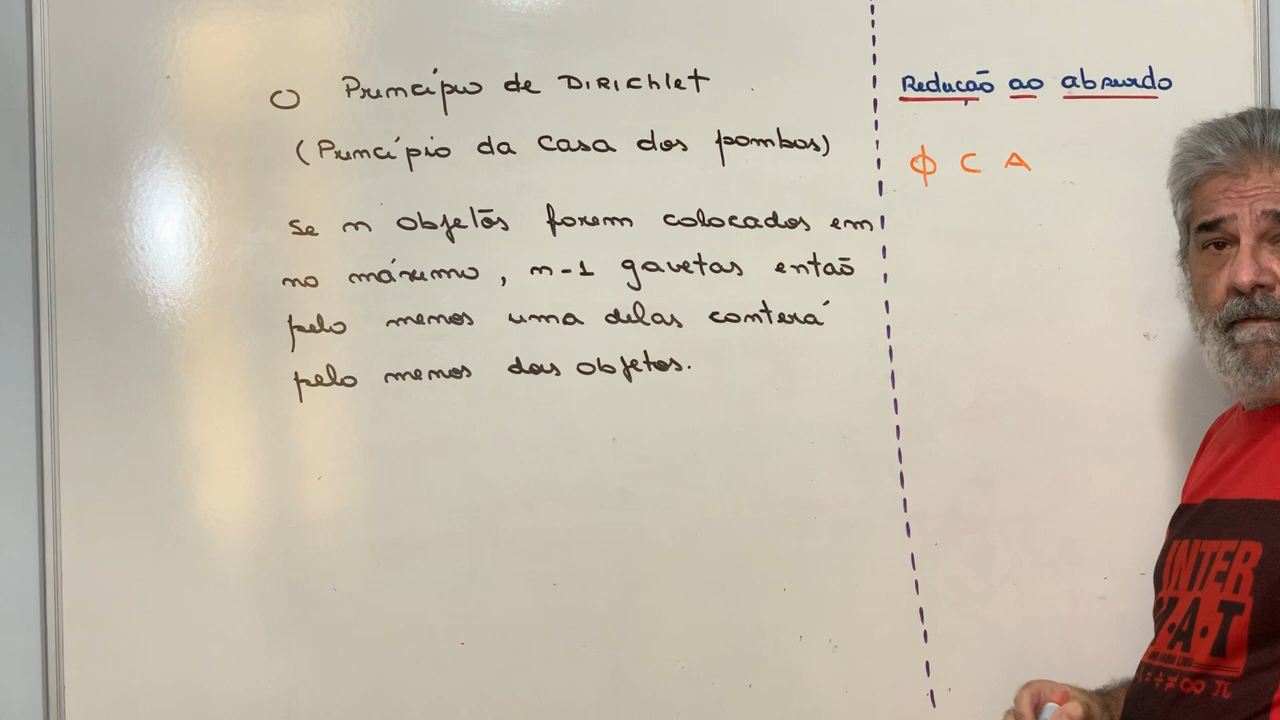 O Princípio de DIRIChlet
(Princípio da Casa dos pombos)
Se n objetos forem colocados em
no máximo, n-1 gavetas então
pelo menos uma delas conterá
pelo menos dois objetos.
Redução ao absurdo
ϕ ⊂ A
INTER
M·A·T